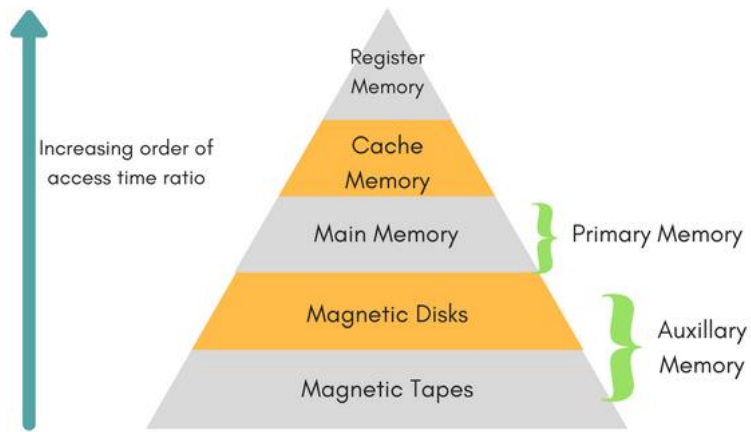 Register
Memory
Increasing order of
access time ratio
Cache
Memory
Main Memory
Primary Memory
Magnetic Disks
Auxillary
Memory
Magnetic Tapes